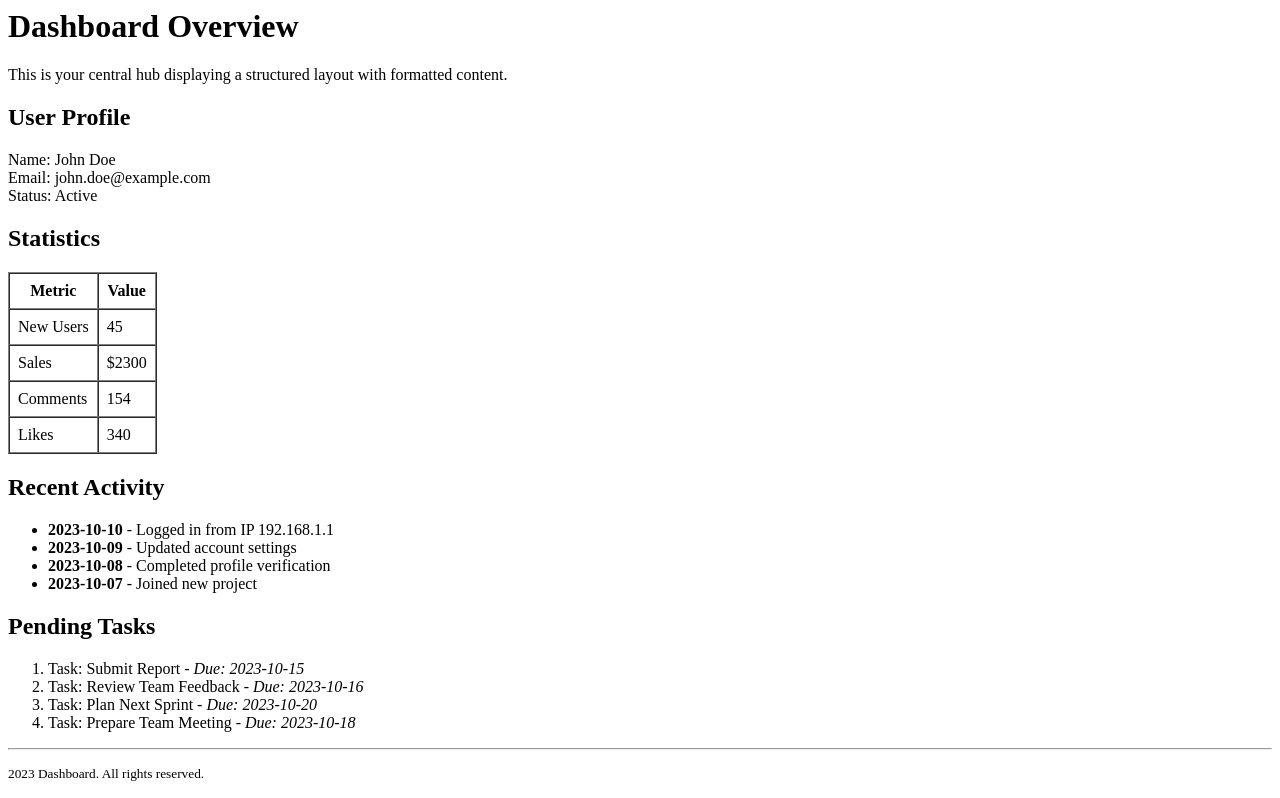 Dashboard Overview
This is your central hub displaying a structured layout with formatted content.
User Profile
Name: John Doe
Email: john.doe@example.com
Status: Active
Statistics
Metric Value
New Users 45
Sales $2300
Comments 154
Likes 340
Recent Activity
2023-10-10 - Logged in from IP 192.168.1.1
2023-10-09 - Updated account settings
2023-10-08 - Completed profile verification
2023-10-07 - Joined new project
Pending Tasks
1. Task: Submit Report - Due: 2023-10-15
2. Task: Review Team Feedback - Due: 2023-10-16
3. Task: Plan Next Sprint - Due: 2023-10-20
4. Task: Prepare Team Meeting - Due: 2023-10-18
2023 Dashboard. All rights reserved.